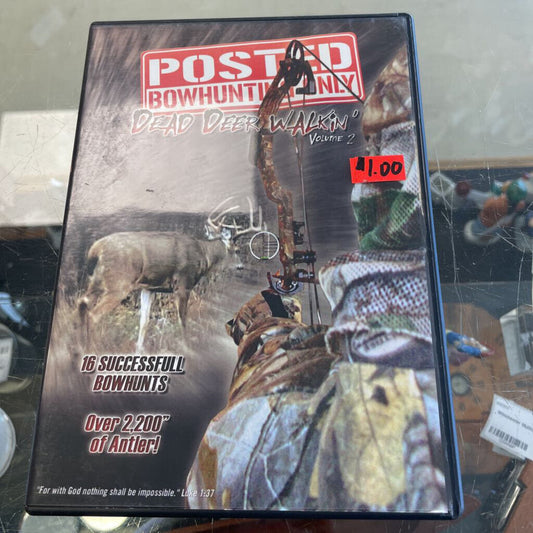 POSTED
BOWHUNTING ONLY
DEAD DEER WALKIN'
VOLUME 2
$1.00
16 SUCCESSFULL
BOWHUNTS
Over 2,200"
of Antler!
"For with God nothing shall be impossible." Luke 1:37